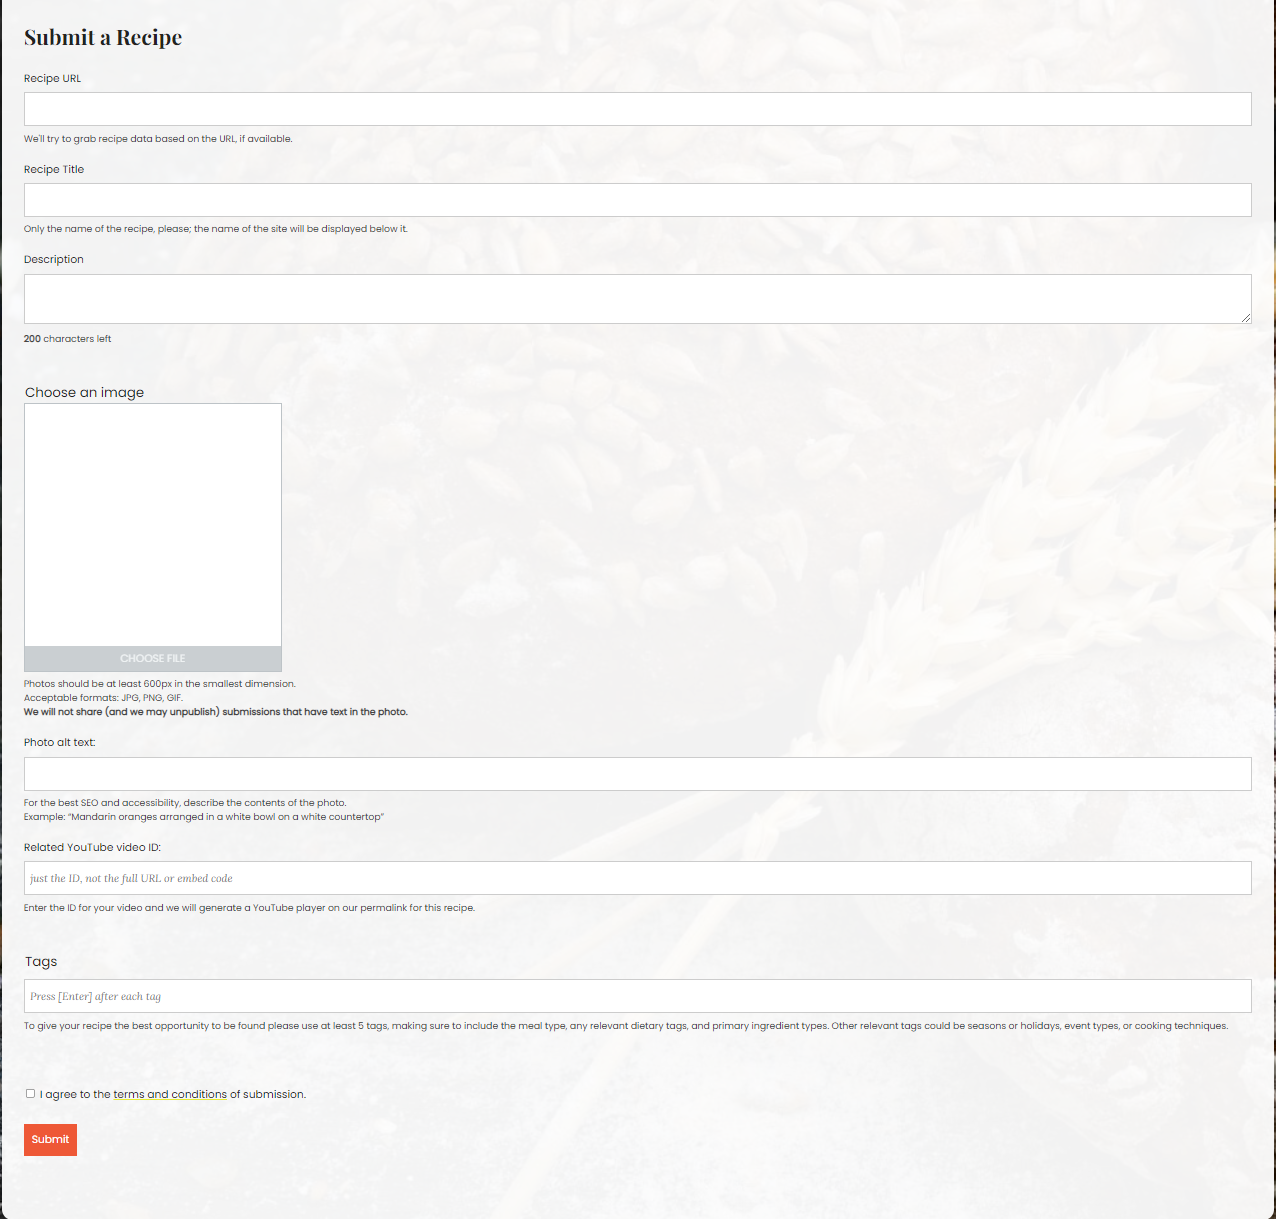 Submit a Recipe
Recipe URL
We'll try to grab recipe data based on the URL, if available.
Recipe Title
Only the name of the recipe, please; the name of the site will be displayed below it.
Description
200 characters left
Choose an image
CHOOSE FILE
Photos should be at least 600px in the smallest dimension.
Acceptable formats: JPG, PNG, GIF.
We will not share (and we may unpublish) submissions that have text in the photo.
Photo alt text:
For the best SEO and accessibility, describe the contents of the photo.
Example: “Mandarin oranges arranged in a white bowl on a white countertop”
Related YouTube video ID:
just the ID, not the full URL or embed code
Enter the ID for your video and we will generate a YouTube player on our permalink for this recipe.
Tags
Press [Enter] after each tag
To give your recipe the best opportunity to be found please use at least 5 tags, making sure to include the meal type, any relevant dietary tags, and primary ingredient types. Other relevant tags could be seasons or holidays, event types, or cooking techniques.
I agree to the terms and conditions of submission.
Submit